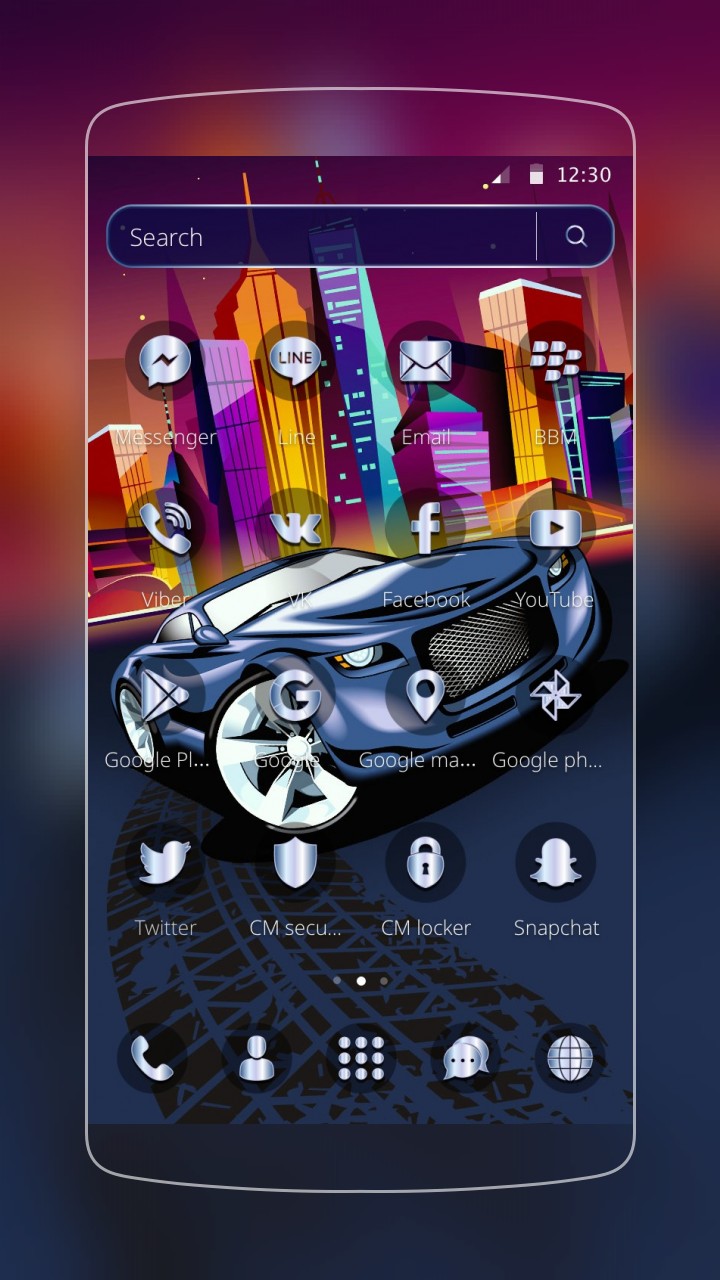 12:30
Search
LINE
Messenger Line Email BBM
Viber VK Facebook YouTube
G
Google Pl... Google Google ma... Google ph...
Twitter CM secu... CM locker Snapchat